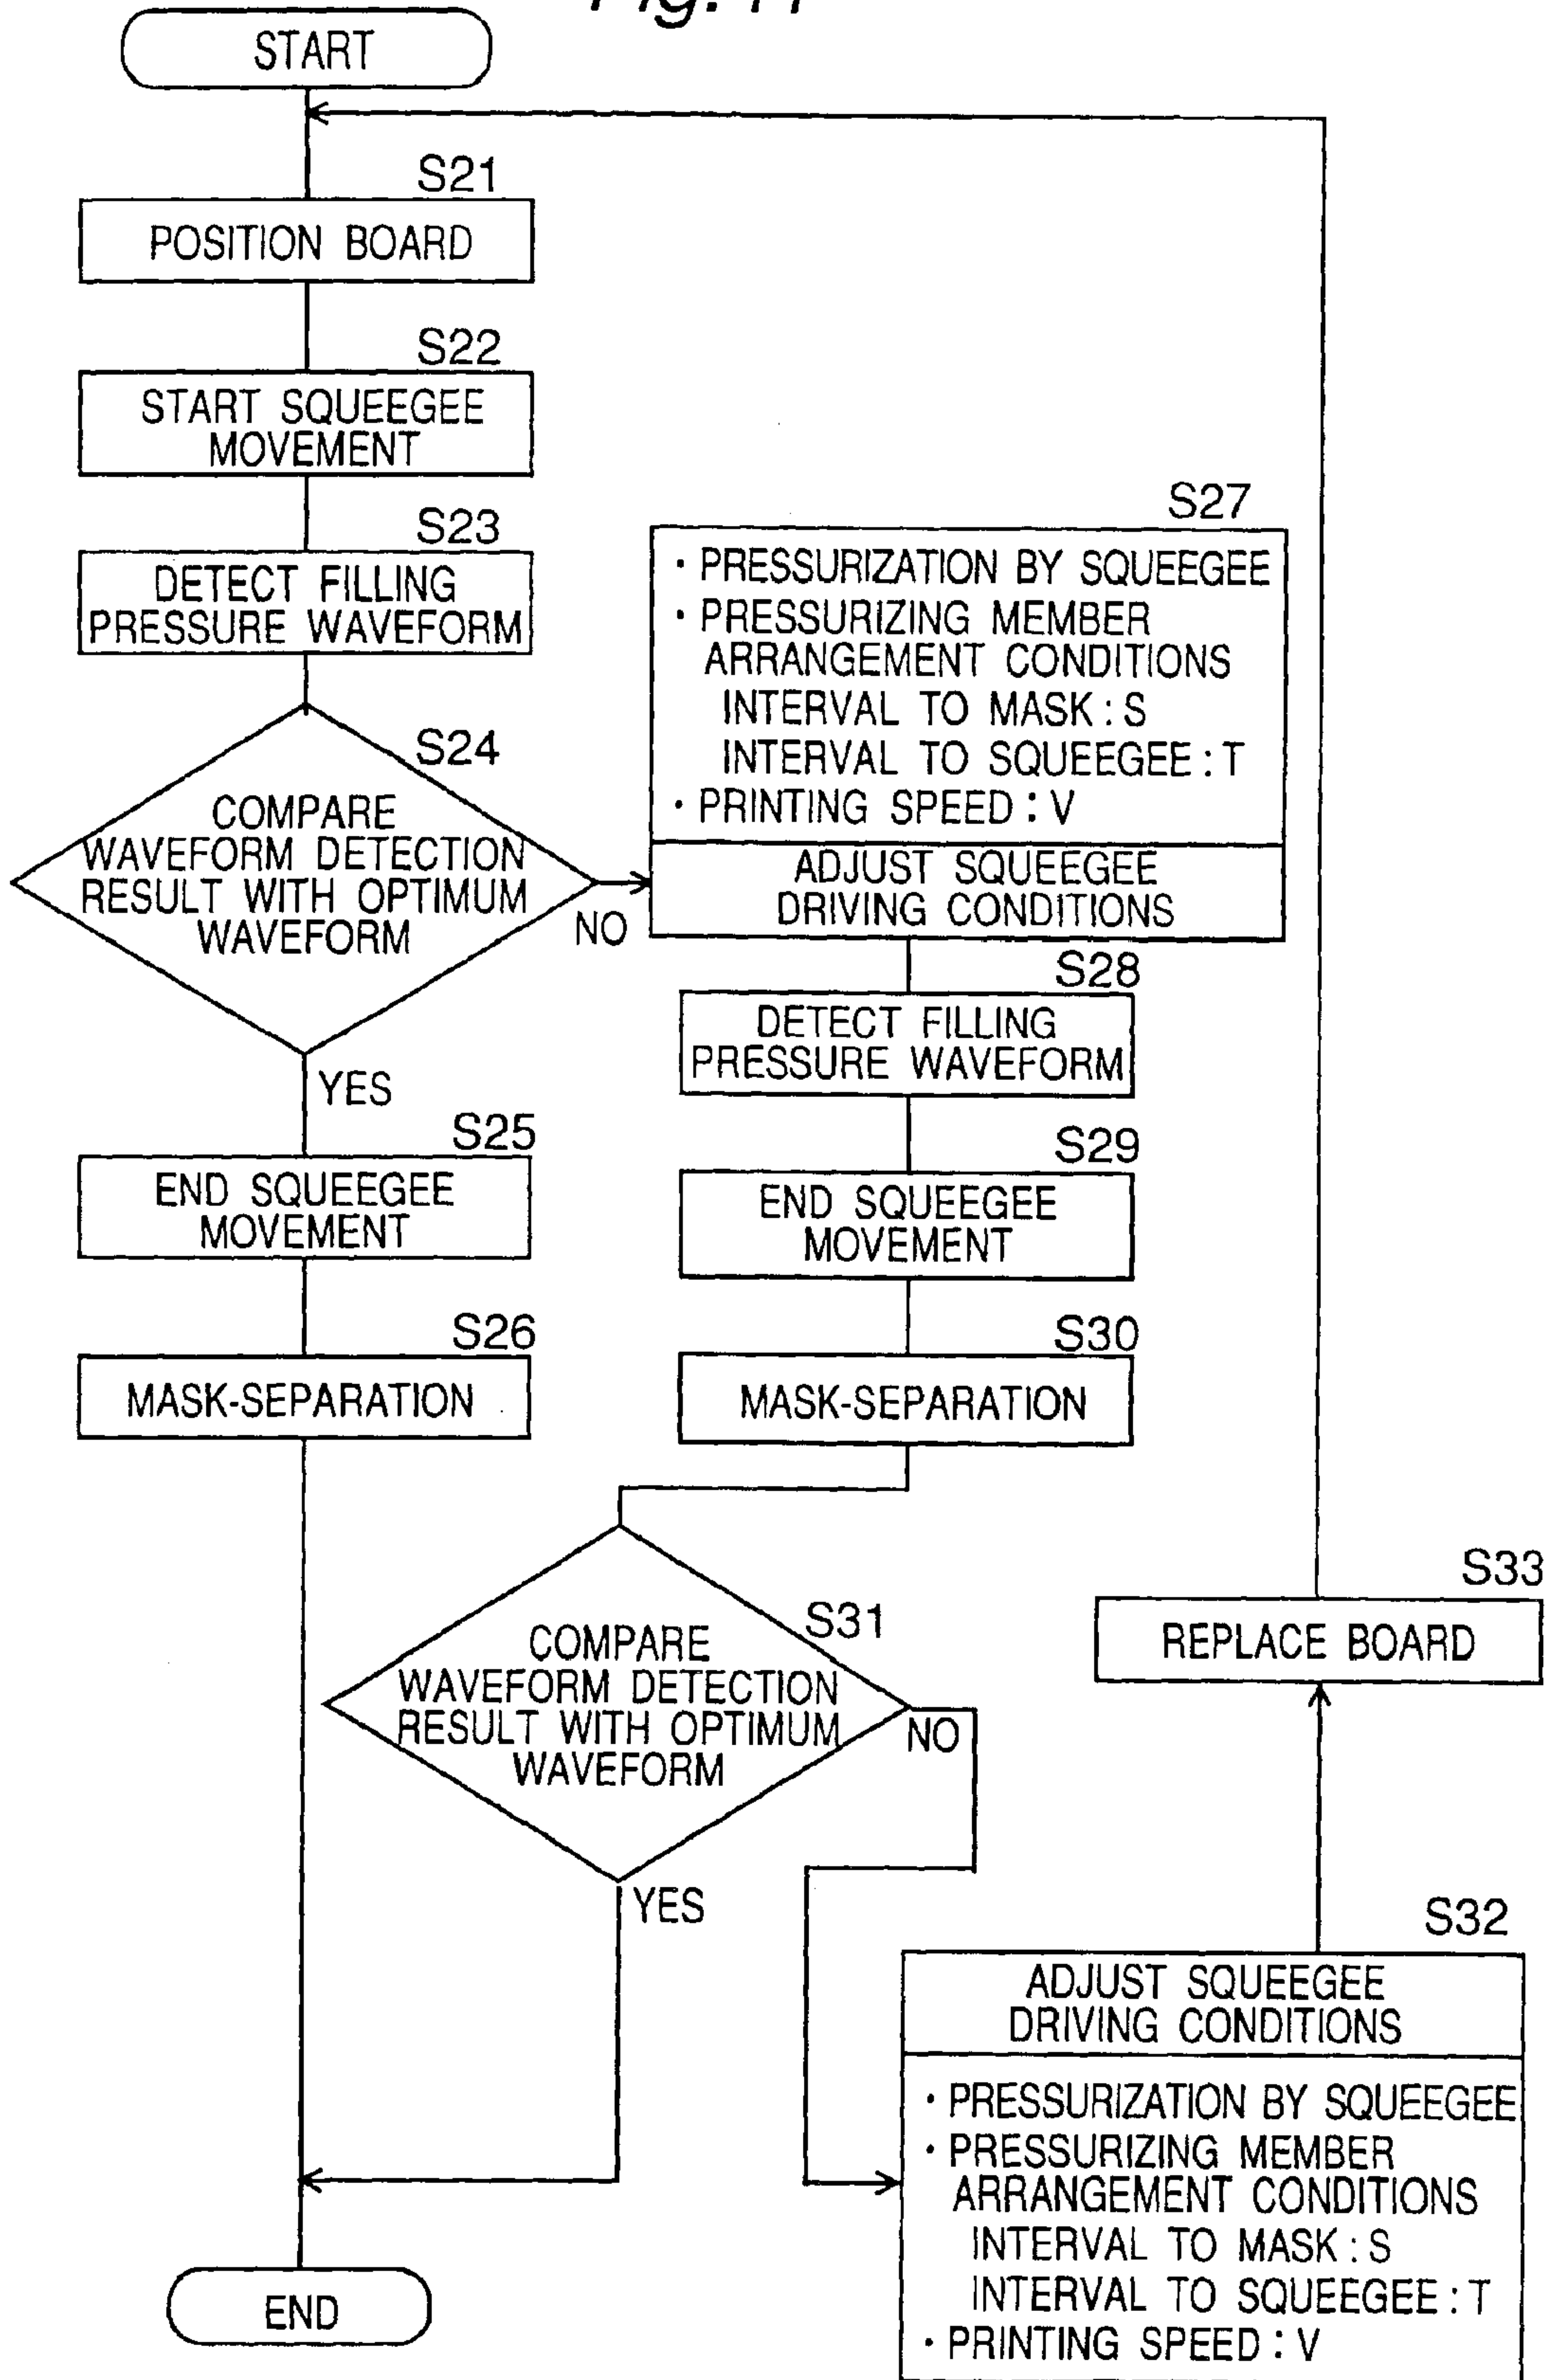 Fig. 11
START
S21
POSITION BOARD
S22
START SQUEEGEE
MOVEMENT
S23
DETECT FILLING
PRESSURE WAVEFORM
S24
COMPARE
WAVEFORM DETECTION
RESULT WITH OPTIMUM
WAVEFORM
NO
YES
S25
END SQUEEGEE
MOVEMENT
S26
MASK-SEPARATION
S27
· PRESSURIZATION BY SQUEEGEE
· PRESSURIZING MEMBER
ARRANGEMENT CONDITIONS
INTERVAL TO MASK : S
INTERVAL TO SQUEEGEE : T
· PRINTING SPEED : V
ADJUST SQUEEGEE
DRIVING CONDITIONS
S28
DETECT FILLING
PRESSURE WAVEFORM
S29
END SQUEEGEE
MOVEMENT
S30
MASK-SEPARATION
S31
COMPARE
WAVEFORM DETECTION
RESULT WITH OPTIMUM
WAVEFORM
NO
YES
S33
REPLACE BOARD
S32
ADJUST SQUEEGEE
DRIVING CONDITIONS
· PRESSURIZATION BY SQUEEGEE
· PRESSURIZING MEMBER
ARRANGEMENT CONDITIONS
INTERVAL TO MASK : S
INTERVAL TO SQUEEGEE : T
· PRINTING SPEED : V
END